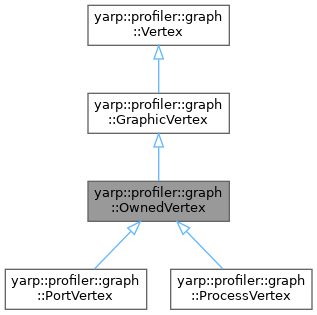 yarp::profiler::graph
::Vertex
yarp::profiler::graph
::GraphicVertex
yarp::profiler::graph
::OwnedVertex
yarp::profiler::graph
::PortVertex
yarp::profiler::graph
::ProcessVertex